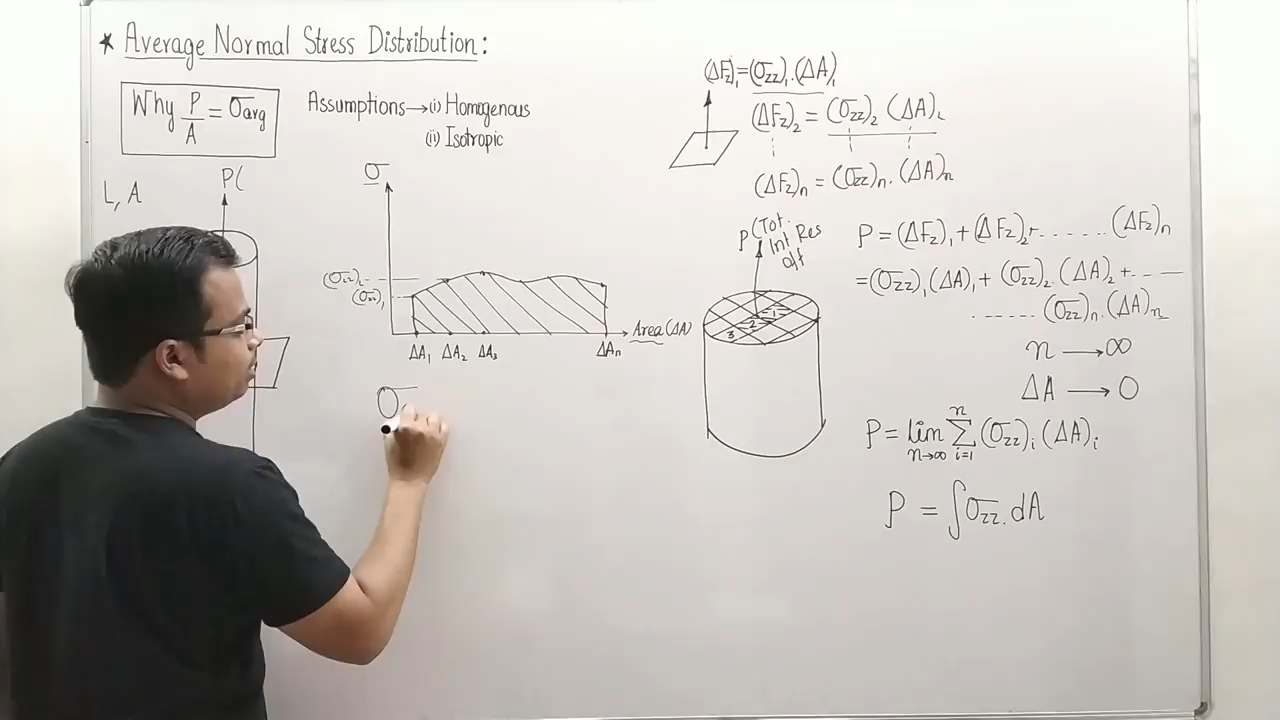 ★ Average Normal Stress Distribution:
Why P/A = σavg
Assumptions → (i) Homogenous
(ii) Isotropic
L, A
P(
σ
(σzz)2
(σzz)1
Area (ΔA)
ΔA1 ΔA2 ΔA3 ΔAn
σ
(ΔFz)1 = (σzz)1 . (ΔA)1
(ΔFz)2 = (σzz)2 (ΔA)2
(ΔFz)n = (σzz)n . (ΔA)n
P (Tot.
Int Res
off
1
2
3
P = (ΔFz)1 + (ΔFz)2 + ...... (ΔFz)n
= (σzz)1 (ΔA)1 + (σzz)2 . (ΔA)2 + ----
...... (σzz)n . (ΔA)n
n → ∞
ΔA → 0
P = lim n→∞ Σ i=1 n (σzz)i (ΔA)i
P = ∫ σzz . dA